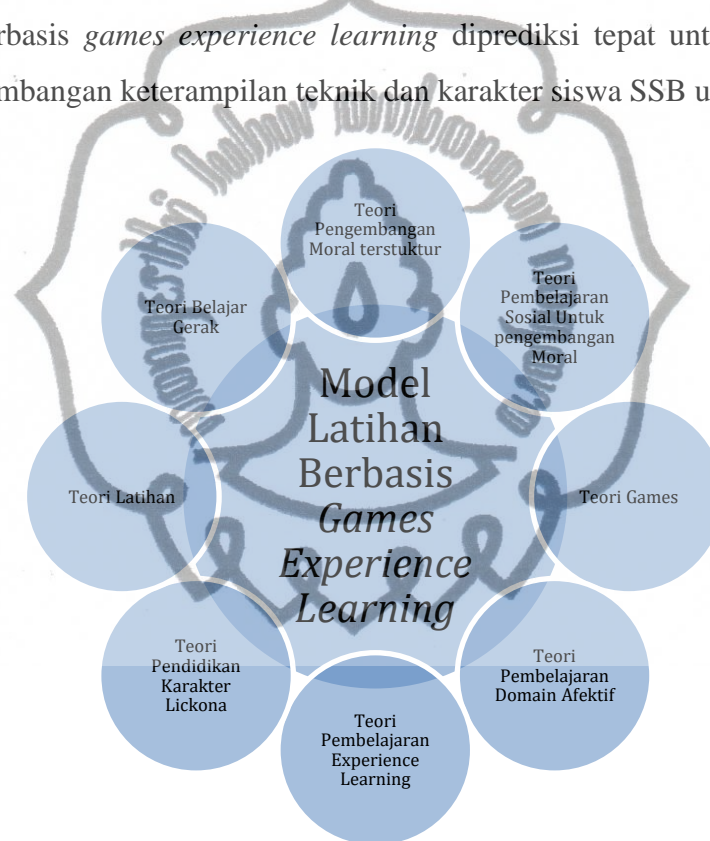 rbasis games experience learning diprediksi tepat unt
mbangan keterampilan teknik dan karakter siswa SSB u
Teori
Pengembangan
Moral terstuktur
Teori
Pembelajaran
Sosial Untuk
pengembangan
Moral
Teori Games
Teori
Pembelajaran
Domain Afektif
Teori
Pembelajaran
Experience
Learning
Teori
Pendidikan
Karakter
Lickona
Teori Latihan
Teori Belajar
Gerak
Model
Latihan
Berbasis
Games
Experience
Learning